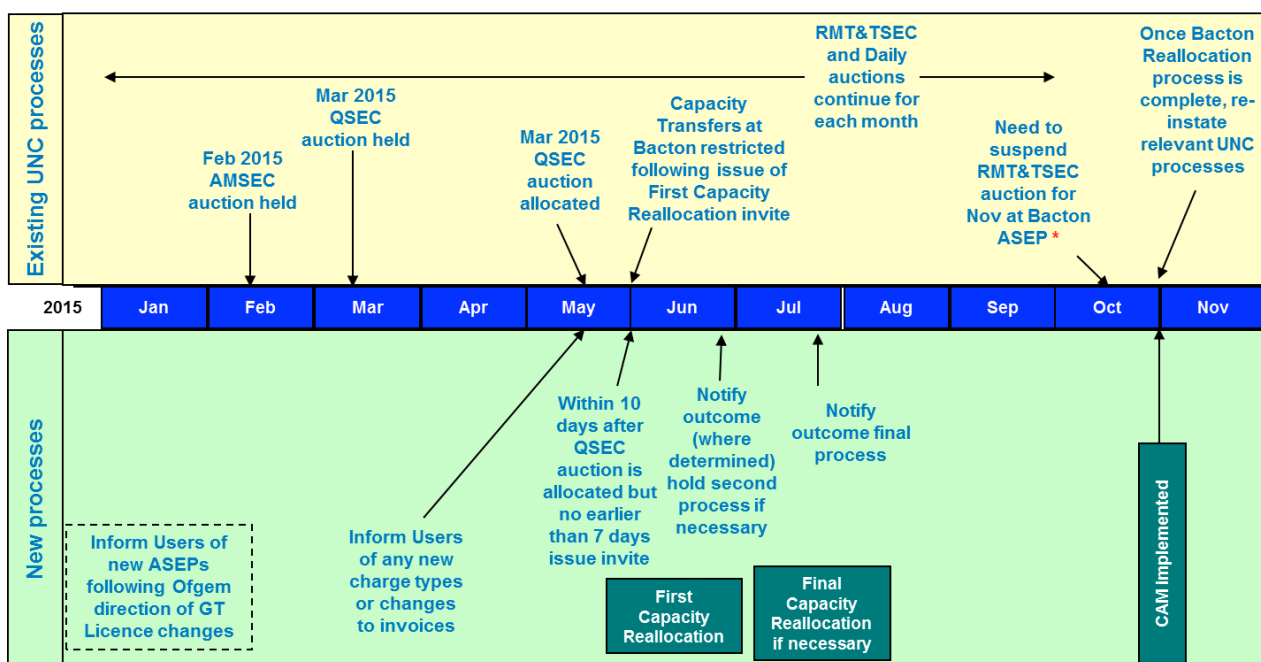 Existing UNC processes
Feb 2015
AMSEC
auction held
Mar 2015
QSEC
auction held
Mar 2015
QSEC
auction
allocated
Capacity
Transfers at
Bacton restricted
following issue of
First Capacity
Reallocation invite
RMT&TSEC
and Daily
auctions
continue for
each month
Need to
suspend
RMT&TSEC
auction for
Nov at Bacton
ASEP *
Once Bacton
Reallocation
process is
complete, re-
instate
relevant UNC
processes
2015
Jan
Feb
Mar
Apr
May
Jun
Jul
Aug
Sep
Oct
Nov
New processes
Inform Users of
new ASEPs
following Ofgem
direction of GT
Licence changes
Inform Users
of any new
charge types
or changes
to invoices
Within 10
days after
QSEC
auction is
allocated but
no earlier
than 7 days
issue invite
Notify
outcome
(where
determined)
hold second
process if
necessary
Notify
outcome final
process
First
Capacity
Reallocation
Final
Capacity
Reallocation
if necessary
CAM Implemented